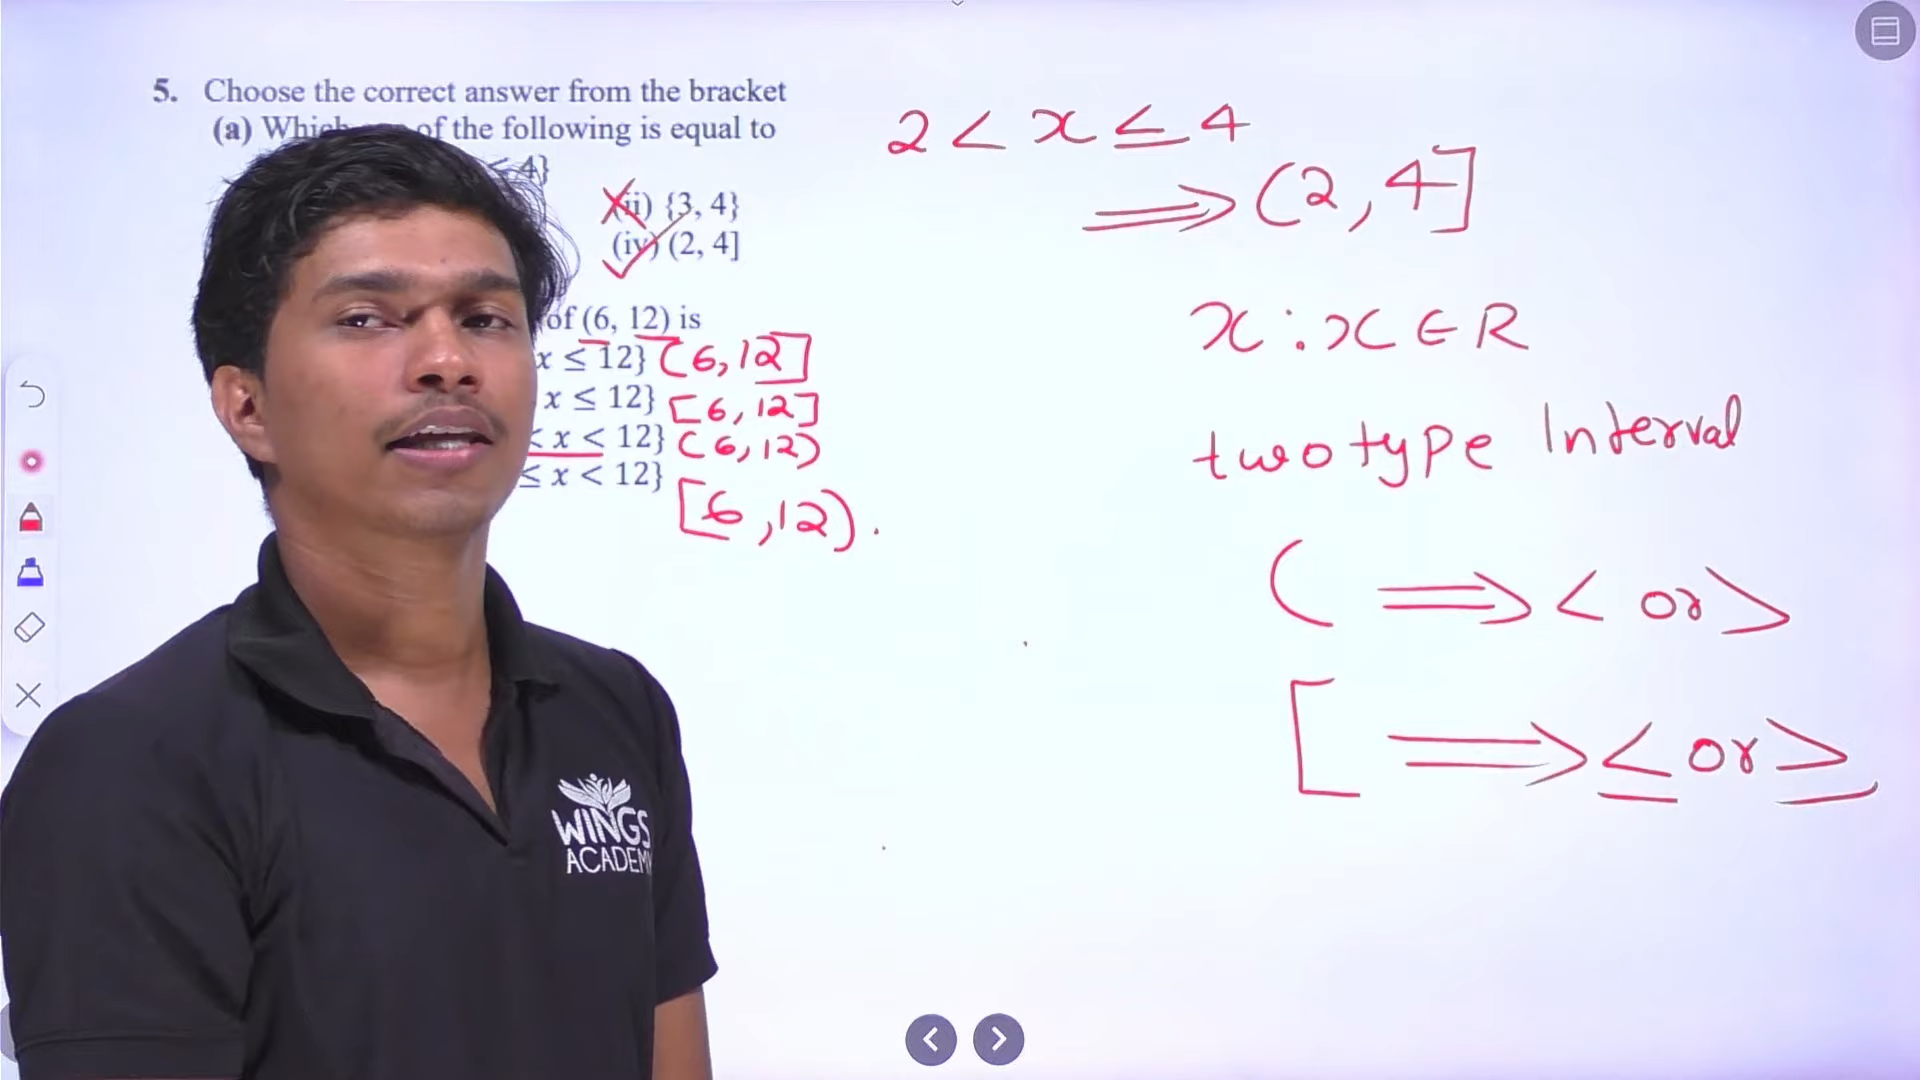 5. Choose the correct answer from the bracket
(a) Which of the following is equal to
≤ 4}
(ii) {3, 4}
(iv) (2, 4]
of (6, 12) is
x ≤ 12} (6, 12]
x ≤ 12} [6, 12]
< x < 12} (6, 12)
≤ x < 12}
[6, 12).
2 < x ≤ 4
⟹ (2, 4]
x : x ∈ R
two type Interval
( ⟹ < or >
[ ⟹ ≤ or ≥
WINGS
ACADEM